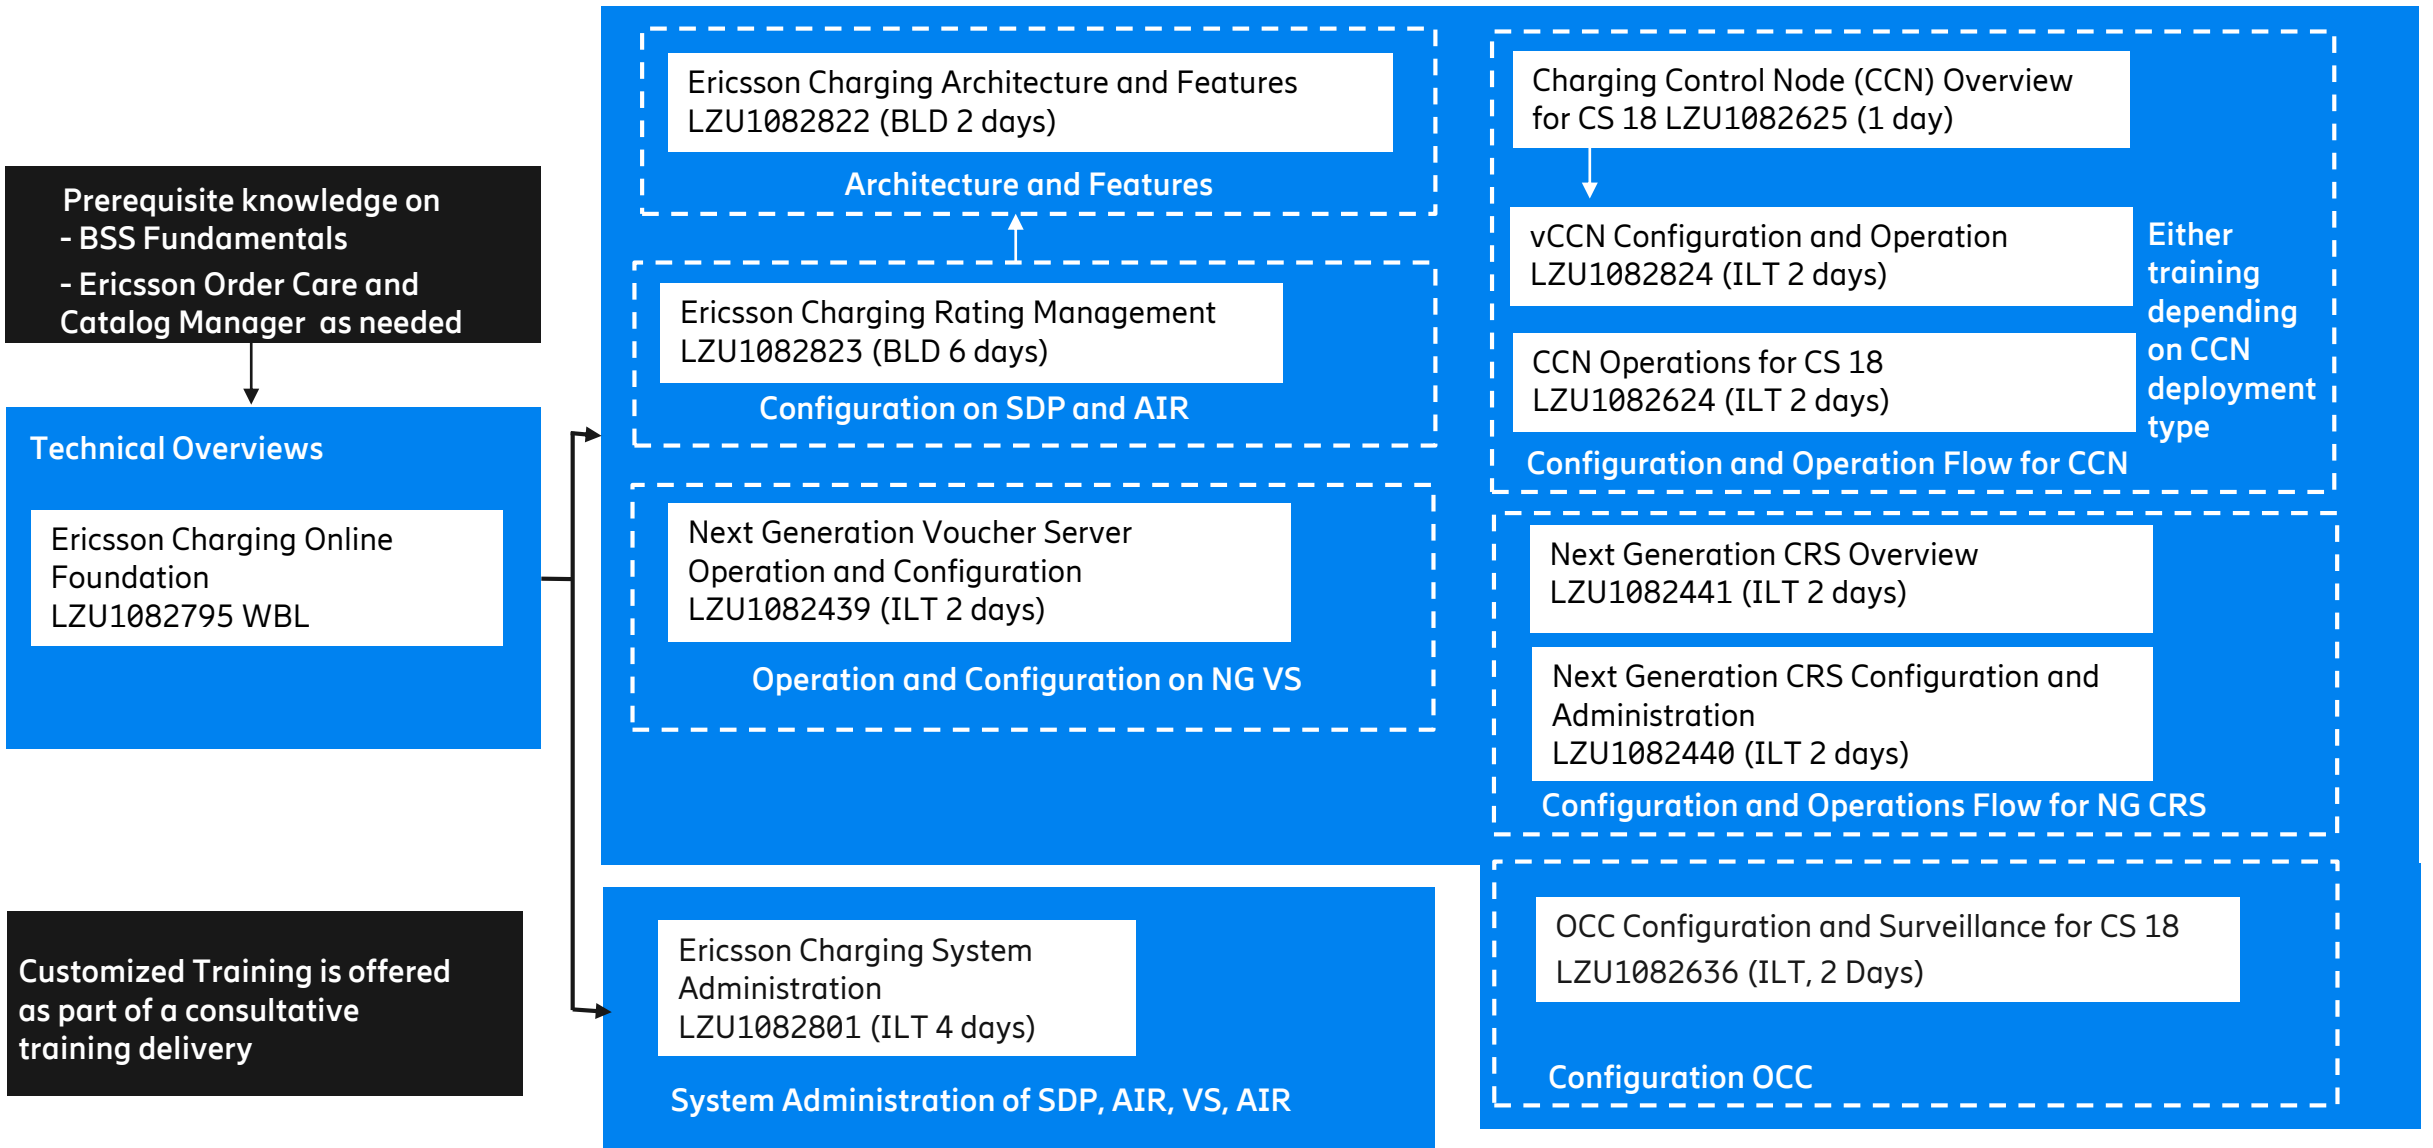 Prerequisite knowledge on
- BSS Fundamentals
- Ericsson Order Care and
Catalog Manager as needed
Technical Overviews
Ericsson Charging Online
Foundation
LZU1082795 WBL
Customized Training is offered
as part of a consultative
training delivery
Ericsson Charging Architecture and Features
LZU1082822 (BLD 2 days)
Architecture and Features
Ericsson Charging Rating Management
LZU1082823 (BLD 6 days)
Configuration on SDP and AIR
Next Generation Voucher Server
Operation and Configuration
LZU1082439 (ILT 2 days)
Operation and Configuration on NG VS
Ericsson Charging System
Administration
LZU1082801 (ILT 4 days)
System Administration of SDP, AIR, VS, AIR
Charging Control Node (CCN) Overview
for CS 18 LZU1082625 (1 day)
vCCN Configuration and Operation
LZU1082824 (ILT 2 days)
CCN Operations for CS 18
LZU1082624 (ILT 2 days)
Either
training
depending
on CCN
deployment
type
Configuration and Operation Flow for CCN
Next Generation CRS Overview
LZU1082441 (ILT 2 days)
Next Generation CRS Configuration and
Administration
LZU1082440 (ILT 2 days)
Configuration and Operations Flow for NG CRS
OCC Configuration and Surveillance for CS 18
LZU1082636 (ILT, 2 Days)
Configuration OCC